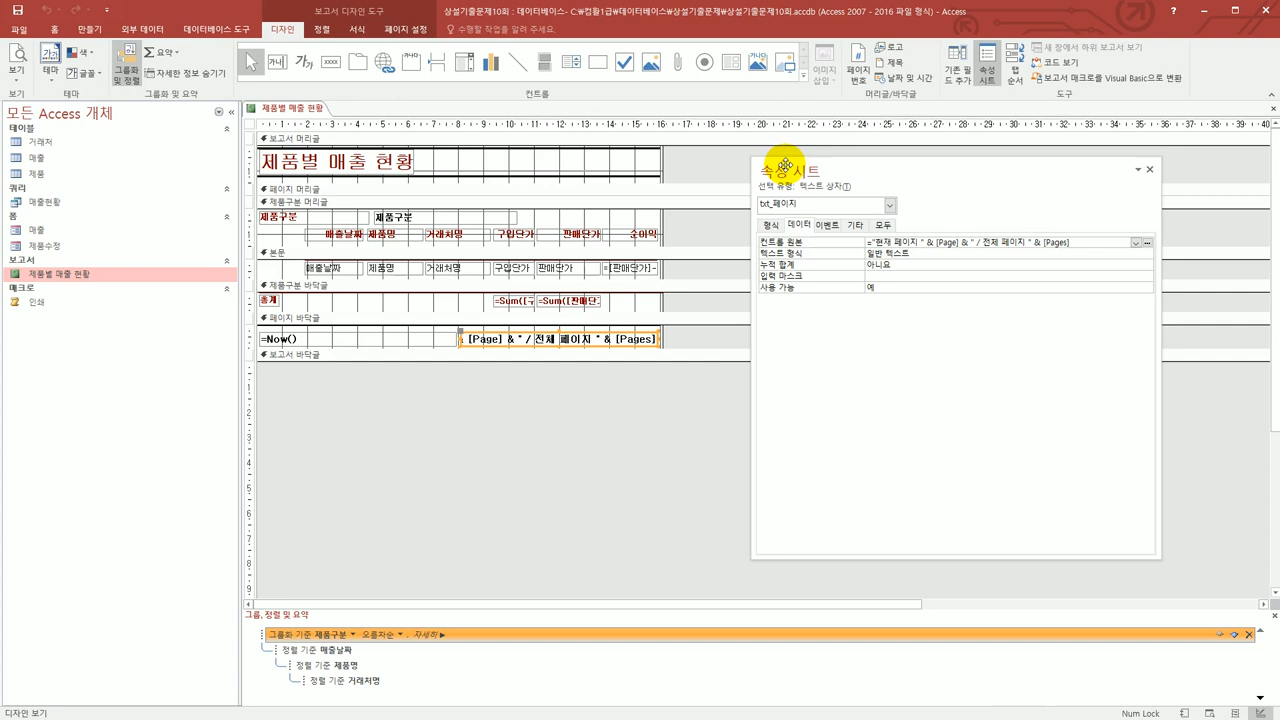 보고서 디자인 도구
상설기출문제10회 : 데이터베이스- C:₩컴활1급₩데이터베이스₩상설기출문제₩상설기출문제10회.accdb (Access 2007 - 2016 파일 형식) - Access
파일 홈 만들기 외부 데이터 데이터베이스 도구 디자인 정렬 서식 페이지 설정 수행할 작업을 알려 주세요.
보기
테마
색
글꼴
그룹화 및 정렬
요약
자세한 정보 숨기기
이미지 삽입
페이지 번호
로고
제목
날짜 및 시간
기존 필드 추가
속성 시트
탭 순서
새 창에서 하위 보고서 보기
코드 보기
보고서 매크로를 Visual Basic으로 변환
보기 테마 그룹화 및 요약 컨트롤 머리글/바닥글 도구
모든 Access 개체
테이블
거래처
매출
제품
쿼리
매출현황
폼
매출
제품수정
보고서
제품별 매출 현황
매크로
인쇄
제품별 매출 현황
보고서 머리글
제품별 매출 현황
페이지 머리글
제품구분 머리글
제품구분 제품구분
매출날짜 제품명 거래처명 구입단가 판매단가 순이익
본문
매출날짜 제품명 거래처명 구입단가 판매단가 =[판매단가]-
제품구분 바닥글
총계 =Sum([구 =Sum([판매단
페이지 바닥글
=Now() [Page] & " / 전체 페이지 " & [Pages]
보고서 바닥글
속성 시트
선택 유형: 텍스트 상자(T)
txt_페이지
형식 데이터 이벤트 기타 모두
컨트롤 원본 ="현재 페이지 " & [Page] & " / 전체 페이지 " & [Pages]
텍스트 형식 일반 텍스트
누적 합계 아니요
입력 마스크
사용 가능 예
그룹, 정렬 및 요약
그룹화 기준 제품구분 오름차순 , 자세히
정렬 기준 매출날짜
정렬 기준 제품명
정렬 기준 거래처명
디자인 보기 Num Lock